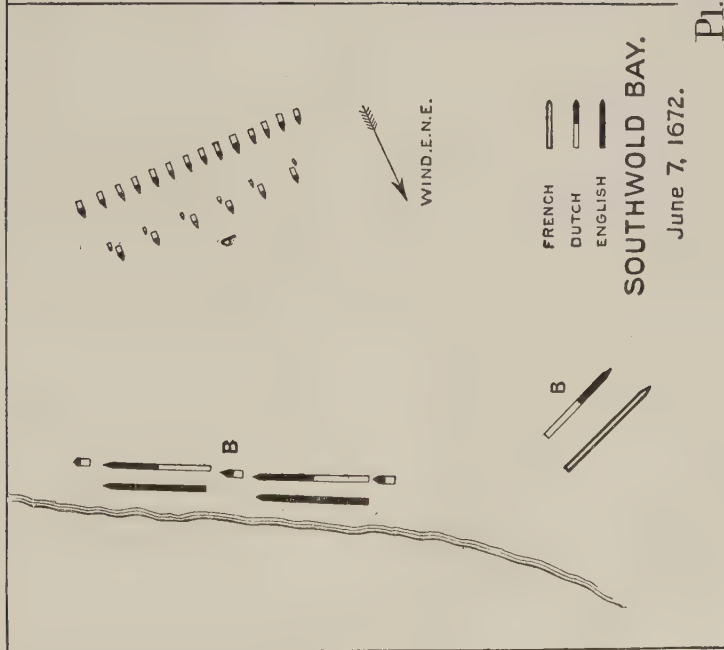 Pl.
A
WIND.E.N.E.
B
B
FRENCH
DUTCH
ENGLISH
SOUTHWOLD BAY.
June 7, 1672.